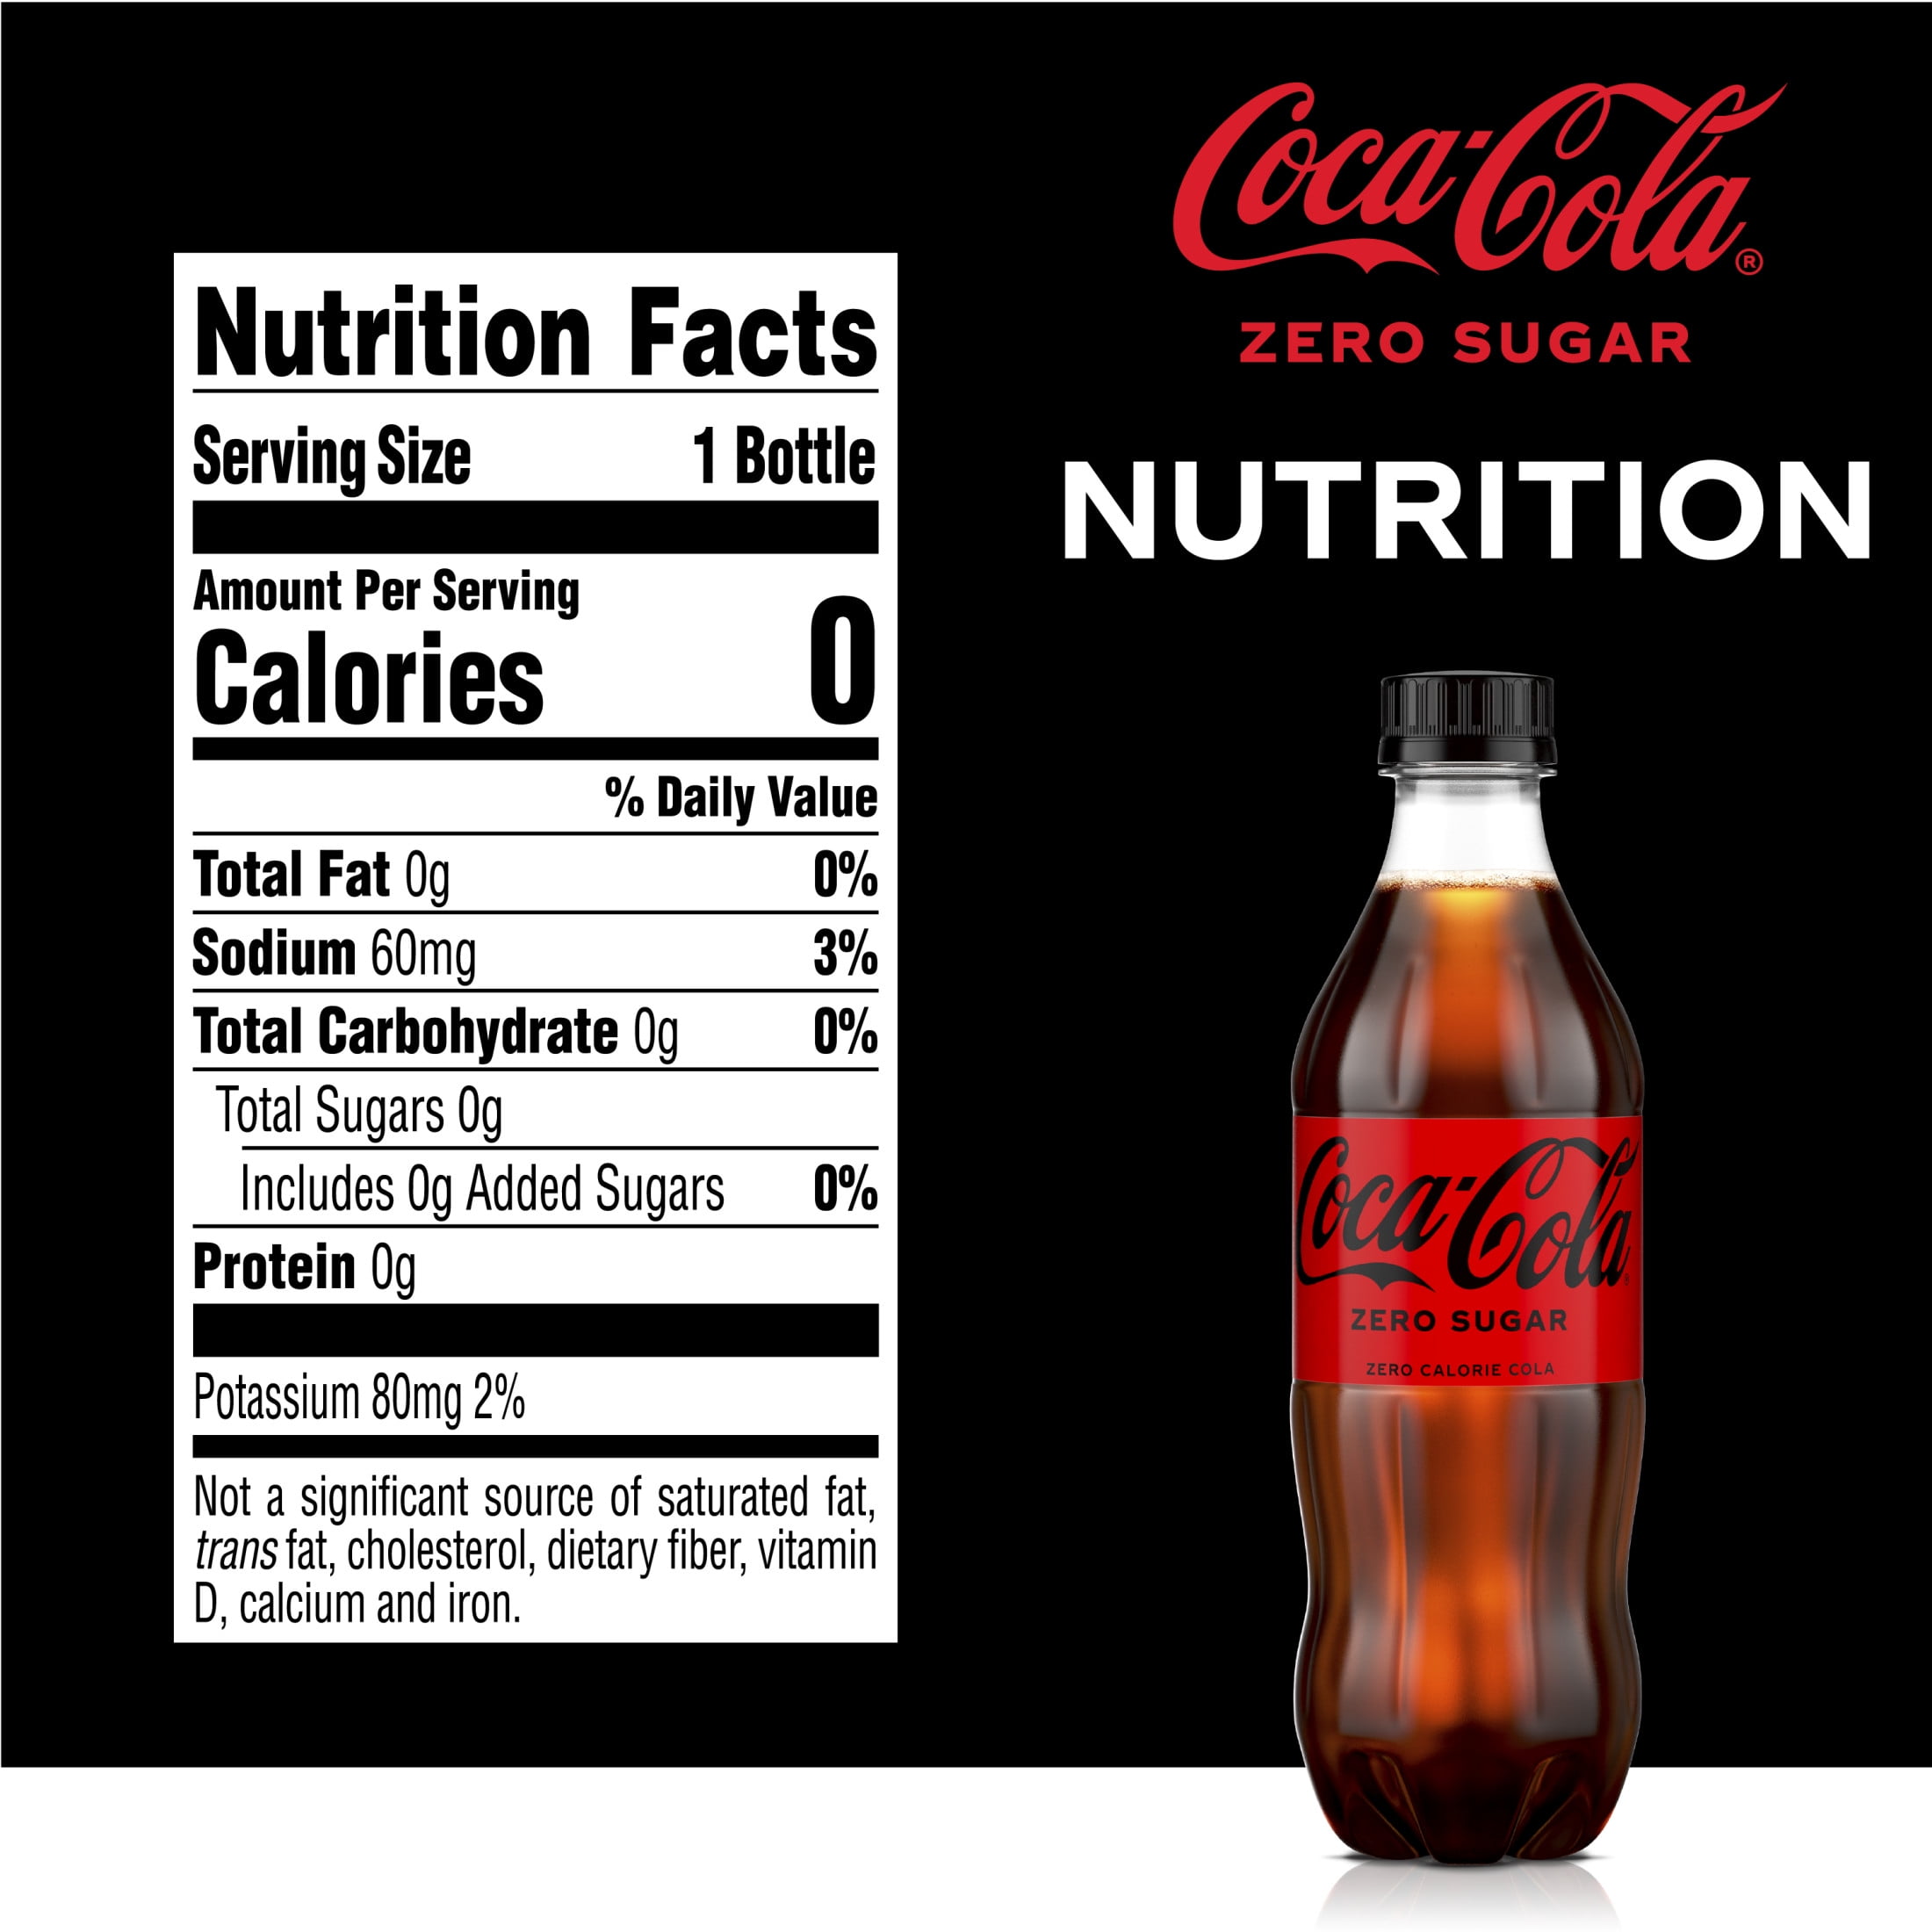 Coca-Cola®
ZERO SUGAR
NUTRITION
Nutrition Facts
Serving Size 1 Bottle
Amount Per Serving
Calories 0
% Daily Value
Total Fat 0g 0%
Sodium 60mg 3%
Total Carbohydrate 0g 0%
Total Sugars 0g
Includes 0g Added Sugars 0%
Protein 0g
Potassium 80mg 2%
Not a significant source of saturated fat,
trans fat, cholesterol, dietary fiber, vitamin
D, calcium and iron.
Coca-Cola®
ZERO SUGAR
ZERO CALORIE COLA